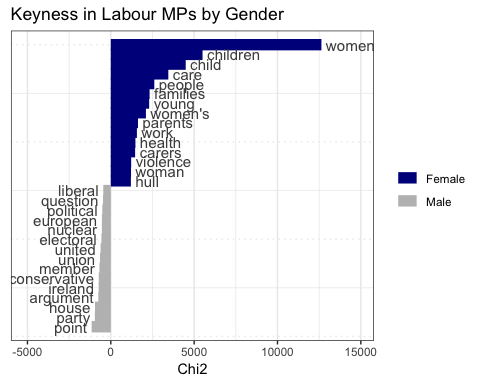 Keyness in Labour MPs by Gender
women
children
child
care
people
families
young
women's
parents
work
health
carers
violence
woman
hull
liberal
question
political
european
nuclear
electoral
united
union
member
conservative
ireland
argument
house
party
point
Female
Male
-5000 0 5000 10000 15000
Chi2